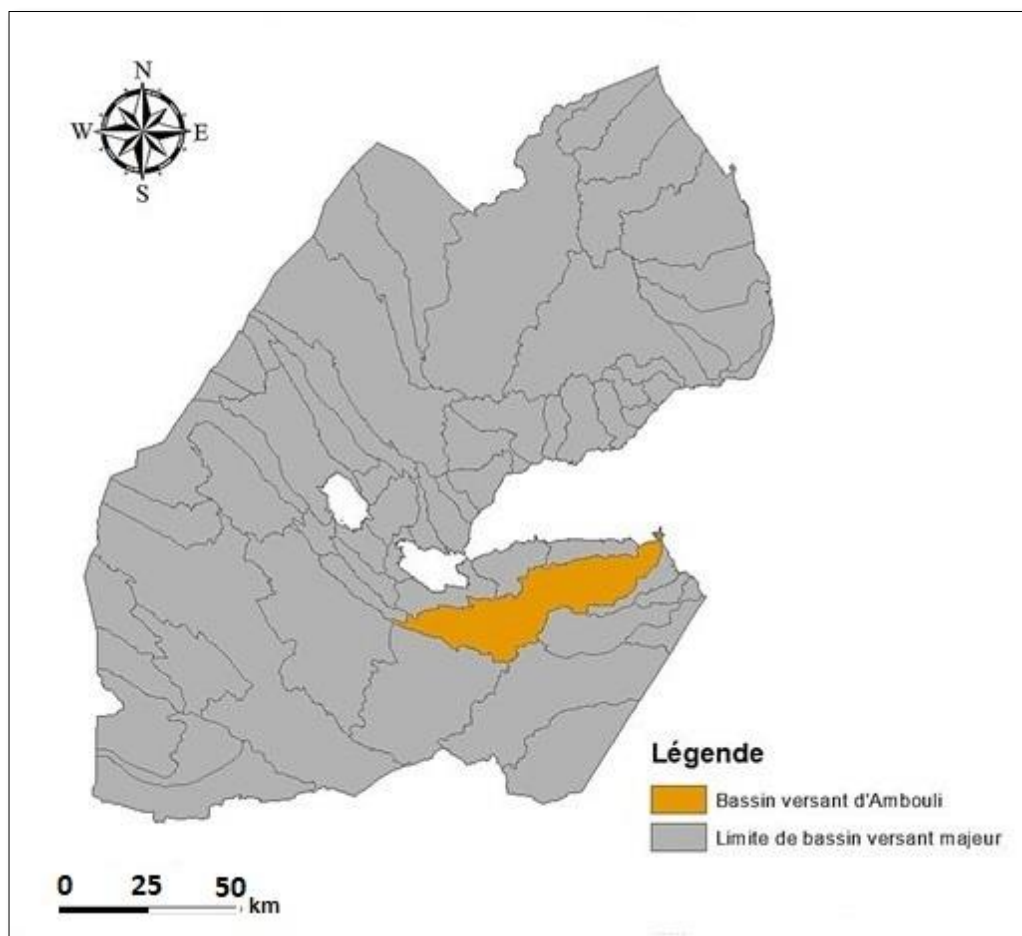 N
W E
S
Légende
Bassin versant d'Ambouli
Limite de bassin versant majeur
0 25 50 km